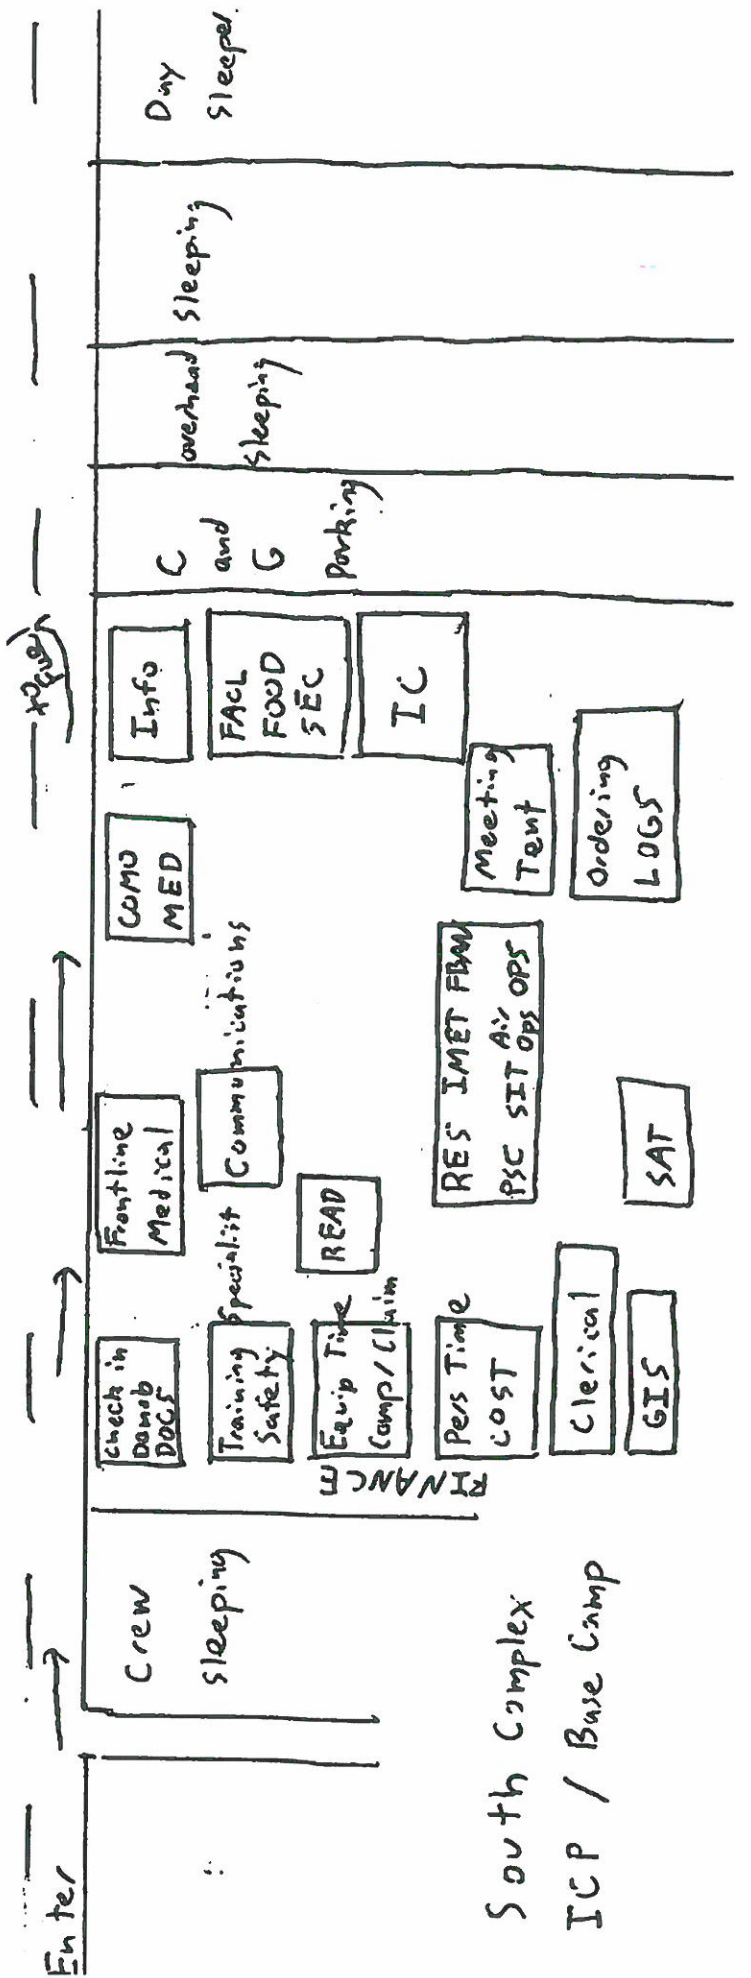 Enter
Crew
Sleeping
South Complex
ICP / Base Camp
FINANCE
Check in
Demob
DOCS
Training Specialist
Safety
Equip Time
Comp/Claim
Pers Time
COST
Clerical
GIS
Frontline
Medical
Communications
READ
RES IMET FBAN
PSC SIT Air Ops OPS
SAT
COMO
MED
Info
FACL
FOOD
SEC
IC
Meeting
Tent
Ordering
LOGS
C
and
G
Parking
overhead
Sleeping
Sleeping
Day
Sleeper.